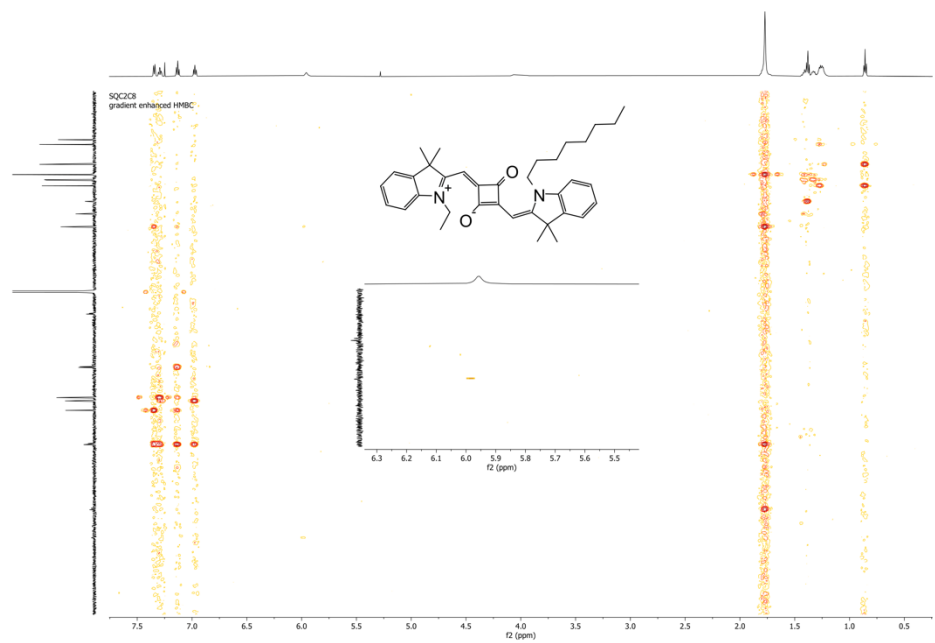 SQC2C8
gradient enhanced HMBC
O
N
+
O
-
N
6.3 6.2 6.1 6.0 5.9 5.8 5.7 5.6 5.5
f2 (ppm)
7.5 7.0 6.5 6.0 5.5 5.0 4.5 4.0 3.5 3.0 2.5 2.0 1.5 1.0 0.5
f2 (ppm)